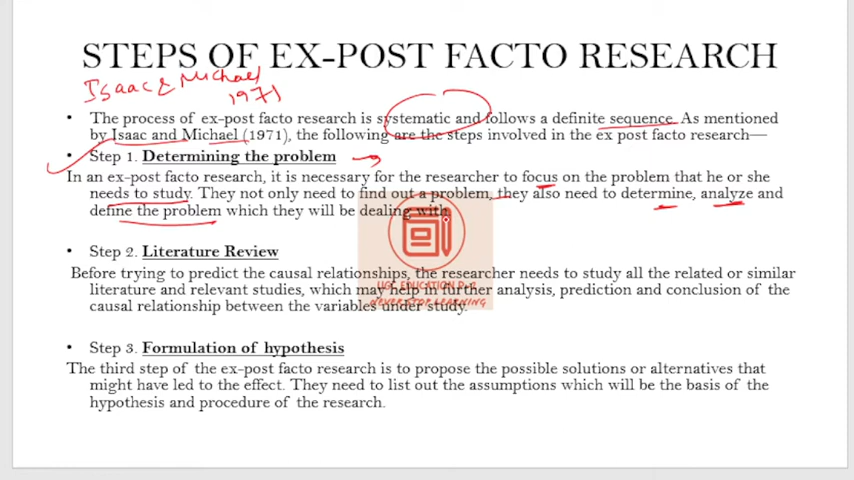 STEPS OF EX-POST FACTO RESEARCH
Isaac & Michael
1971
• The process of ex-post facto research is systematic and follows a definite sequence. As mentioned
by Isaac and Michael (1971), the following are the steps involved in the ex post facto research—
• Step 1. Determining the problem
In an ex-post facto research, it is necessary for the researcher to focus on the problem that he or she
needs to study. They not only need to find out a problem, they also need to determine, analyze and
define the problem which they will be dealing with.
• Step 2. Literature Review
Before trying to predict the causal relationships, the researcher needs to study all the related or similar
literature and relevant studies, which may help in further analysis, prediction and conclusion of the
causal relationship between the variables under study.
UGC EDUCATION
NEVER STOP LEARNING
• Step 3. Formulation of hypothesis
The third step of the ex-post facto research is to propose the possible solutions or alternatives that
might have led to the effect. They need to list out the assumptions which will be the basis of the
hypothesis and procedure of the research.